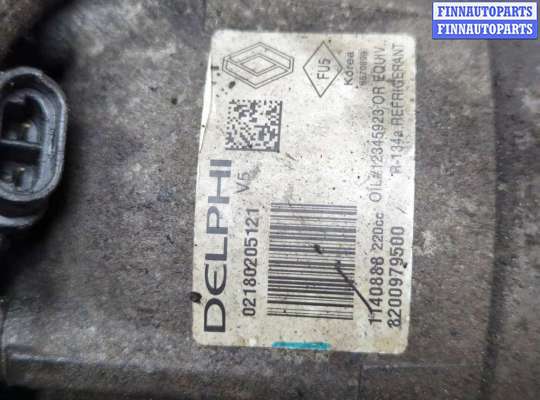 FINNAUTOPARTS
FINNAUTOPARTS
FU5
Korea
DELPHI
V5
02180205121
OIL#12345923 OR EQUIV.
R-134a REFRIGERANT
1140888 220cc
8200979500 /